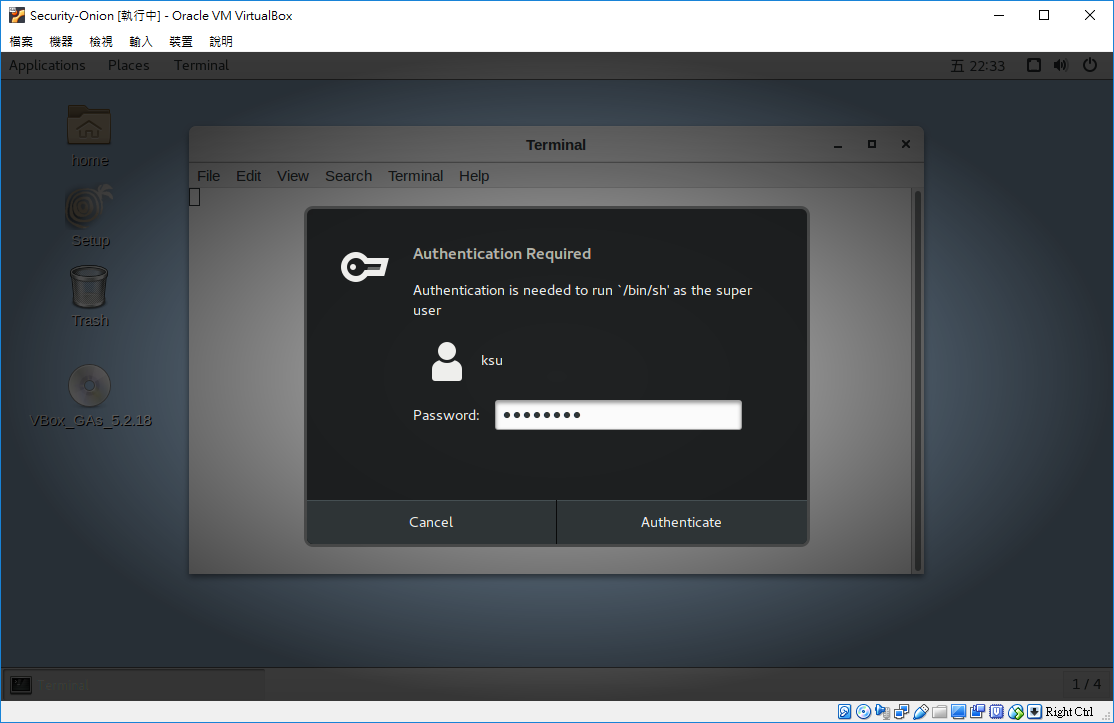 Security-Onion [執行中] - Oracle VM VirtualBox
檔案 機器 檢視 輸入 裝置 說明
Applications Places Terminal 五 22:33
home
Setup
Trash
VBox_GAs_5.2.18
Terminal
File Edit View Search Terminal Help
Authentication Required
Authentication is needed to run `/bin/sh' as the super
user
ksu
Password: ●●●●●●●●
Cancel Authenticate
Terminal 1 / 4
Right Ctrl